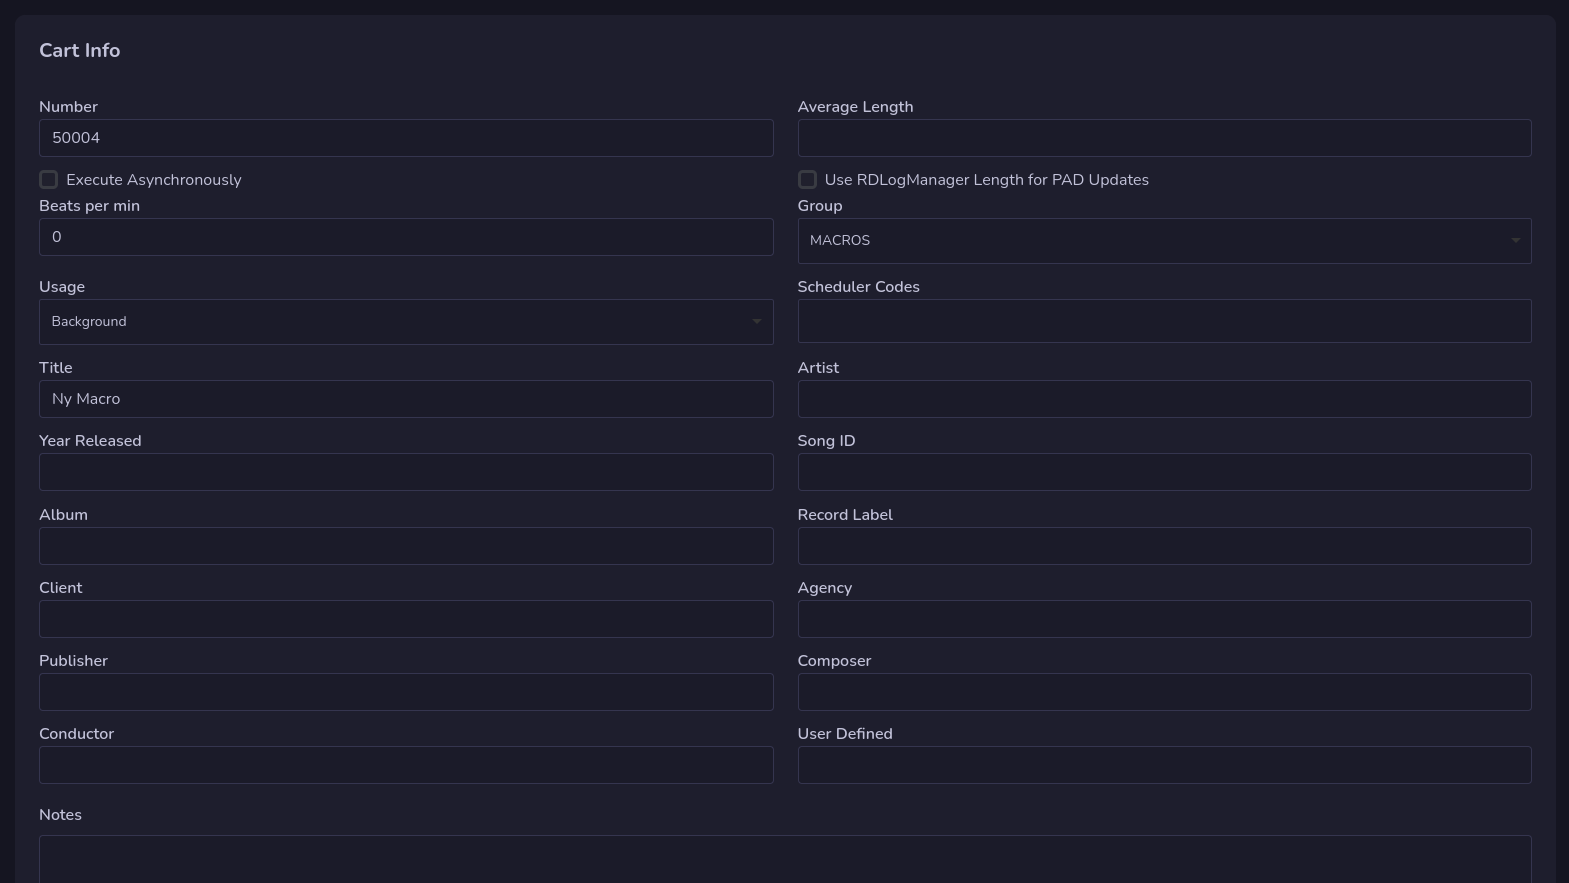 Cart Info
Number
Average Length
50004
Execute Asynchronously
Use RDLogManager Length for PAD Updates
Beats per min
Group
0
MACROS
Usage
Scheduler Codes
Background
Title
Artist
Ny Macro
Year Released
Song ID
Album
Record Label
Client
Agency
Publisher
Composer
Conductor
User Defined
Notes